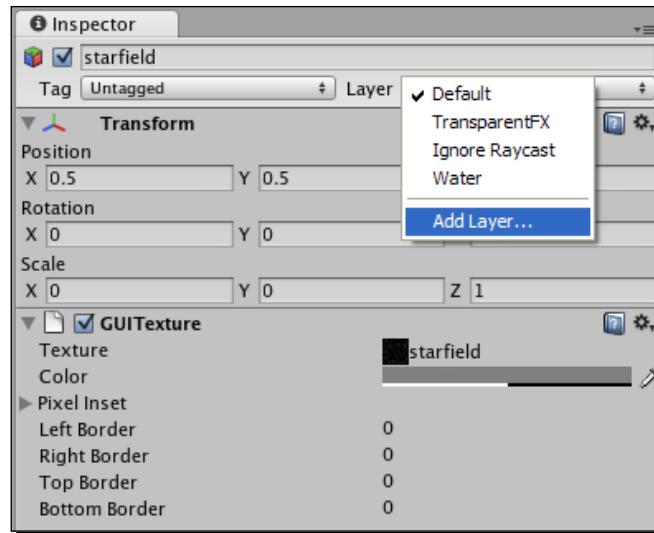 Inspector
starfield
Tag Untagged Layer
Default
TransparentFX
Ignore Raycast
Water
Add Layer...
Transform
Position
X 0.5 Y 0.5
Rotation
X 0 Y 0
Scale
X 0 Y 0 Z 1
GUITexture
Texture starfield
Color
Pixel Inset
Left Border 0
Right Border 0
Top Border 0
Bottom Border 0